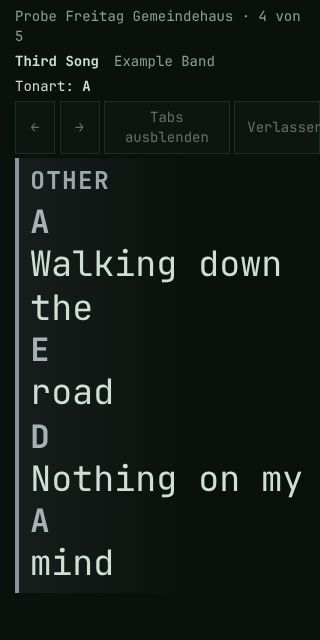 Probe Freitag Gemeindehaus · 4 von
5
Third Song Example Band
Tonart: A
← → Tabs
ausblenden Verlassen
OTHER
A
Walking down
the
E
road
D
Nothing on my
A
mind